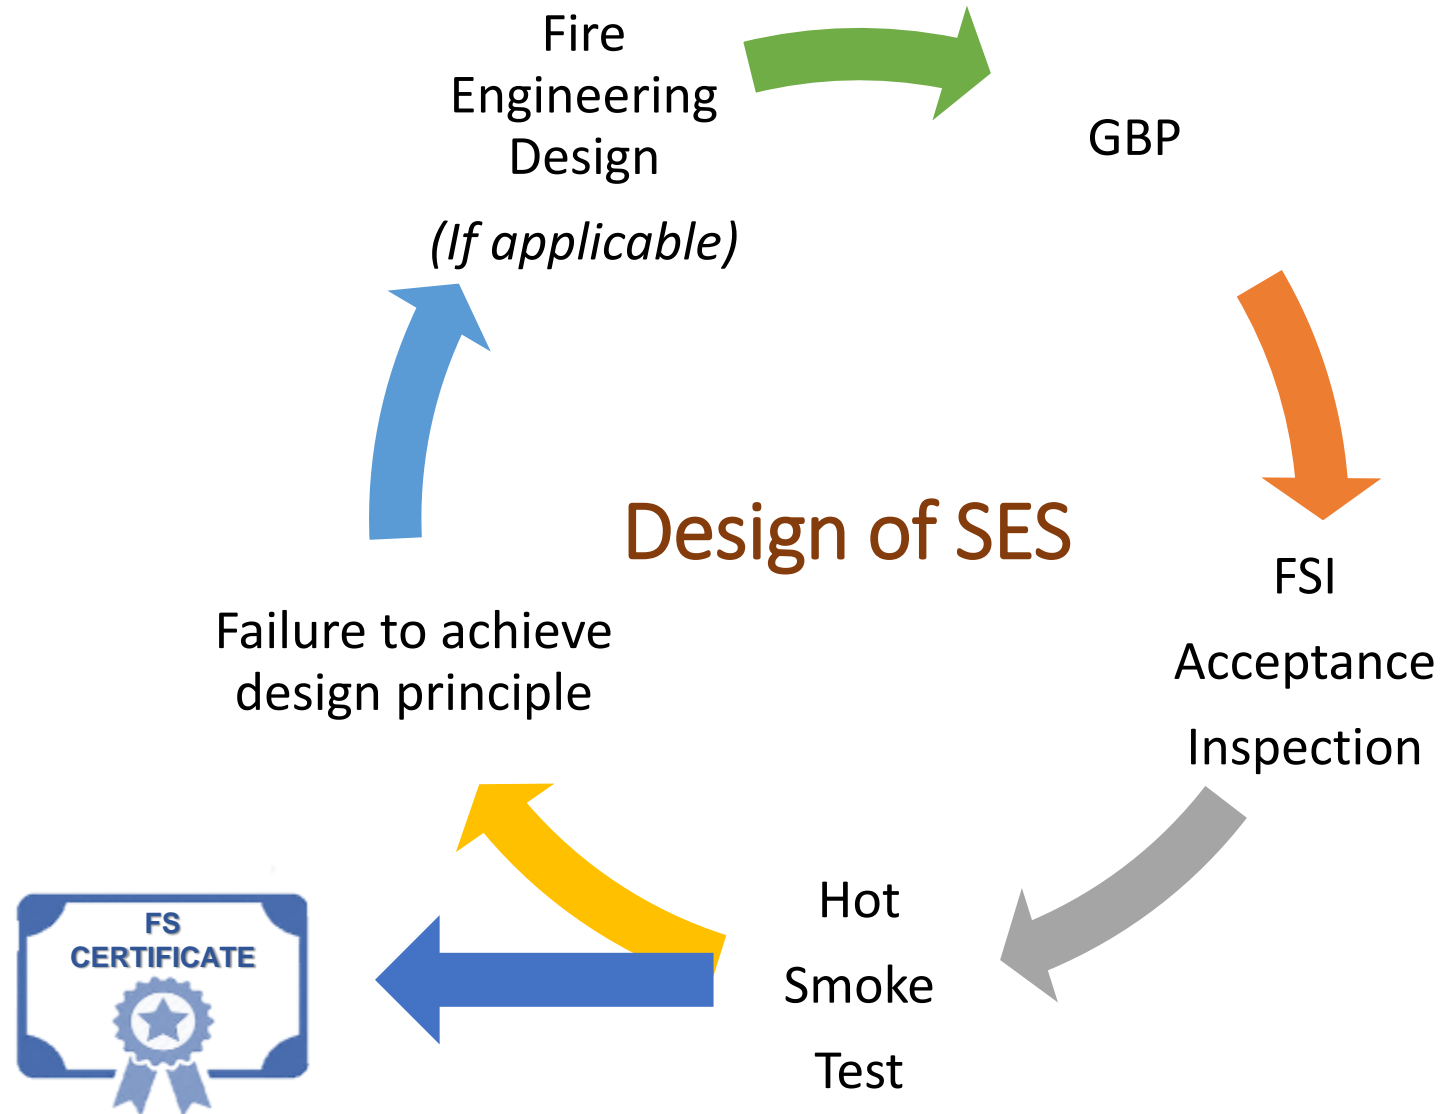 Fire
Engineering
Design
(If applicable)
GBP
Design of SES
FSI
Acceptance
Inspection
Failure to achieve
design principle
Hot
Smoke
Test
FS
CERTIFICATE